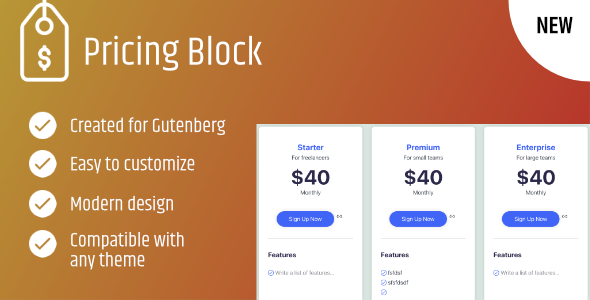 NEW
$
Pricing Block
Created for Gutenberg
Easy to customize
Modern design
Compatible with
any theme
Starter
For freelancers
$40
Monthly
Sign Up Now
Features
Write a list of features...
Premium
For small teams
$40
Monthly
Sign Up Now
Features
fsfdsf
sfsfdsdf
Enterprise
For large teams
$40
Monthly
Sign Up Now
Features
Write a list of features...